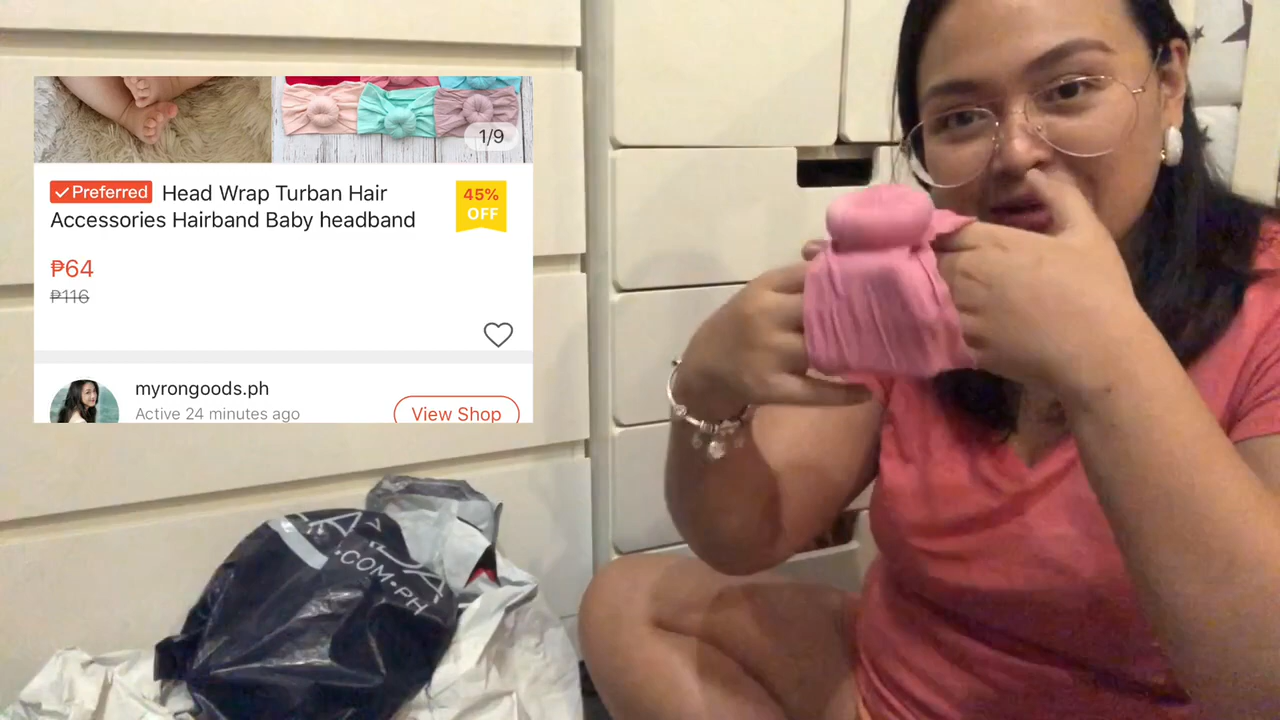 1/9
Preferred Head Wrap Turban Hair
Accessories Hairband Baby headband
45%
OFF
₱64
₱116
myrongoods.ph
Active 24 minutes ago
View Shop
.COM.PH